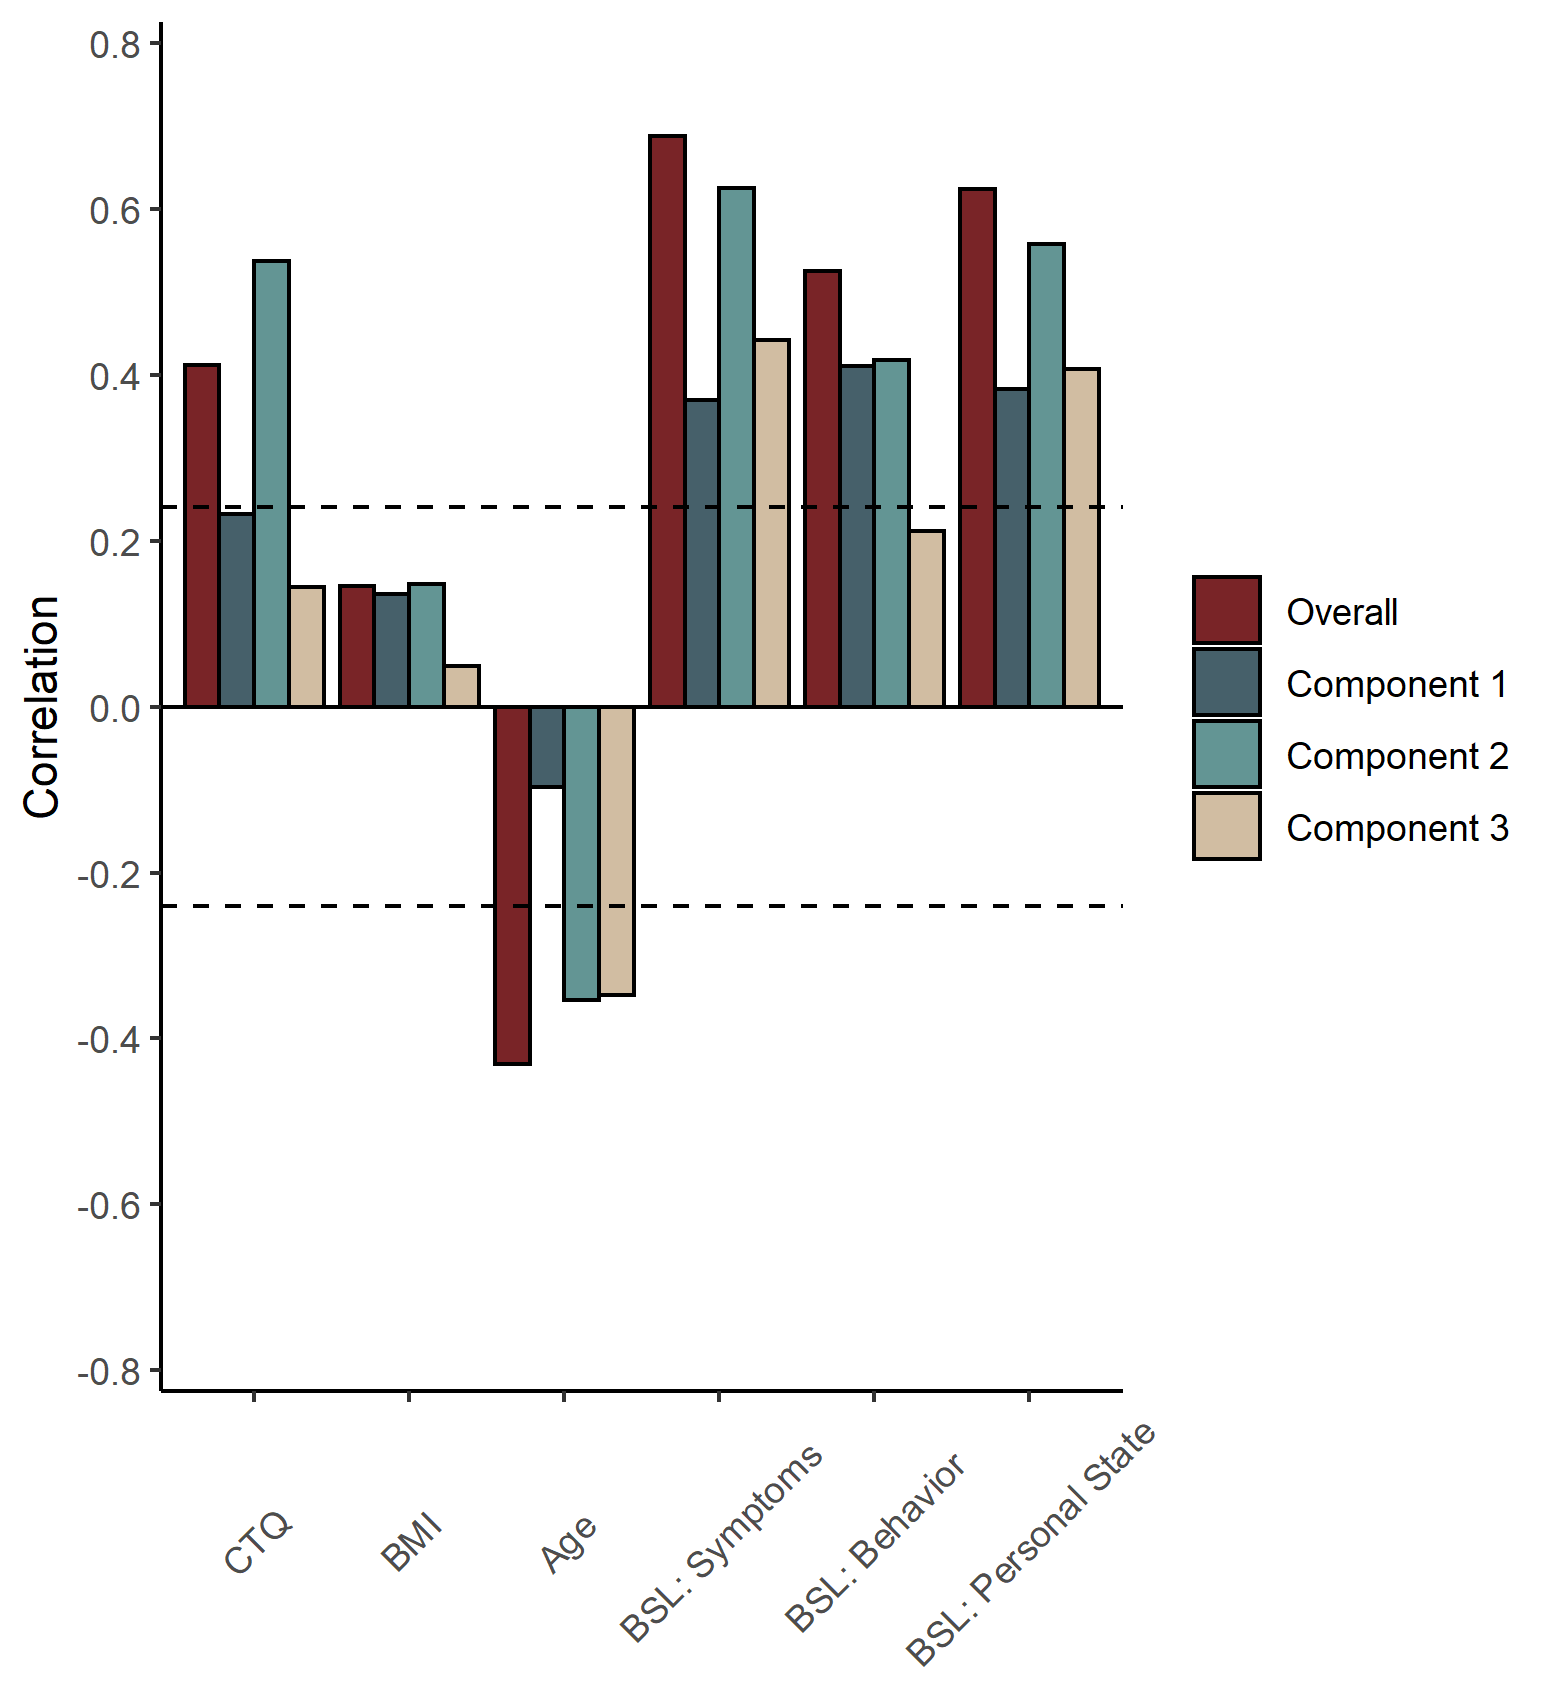 0.8
0.6
0.4
0.2
0.0
-0.2
-0.4
-0.6
-0.8
Correlation
CTQ
BMI
Age
BSL: Symptoms
BSL: Behavior
BSL: Personal State
Overall
Component 1
Component 2
Component 3